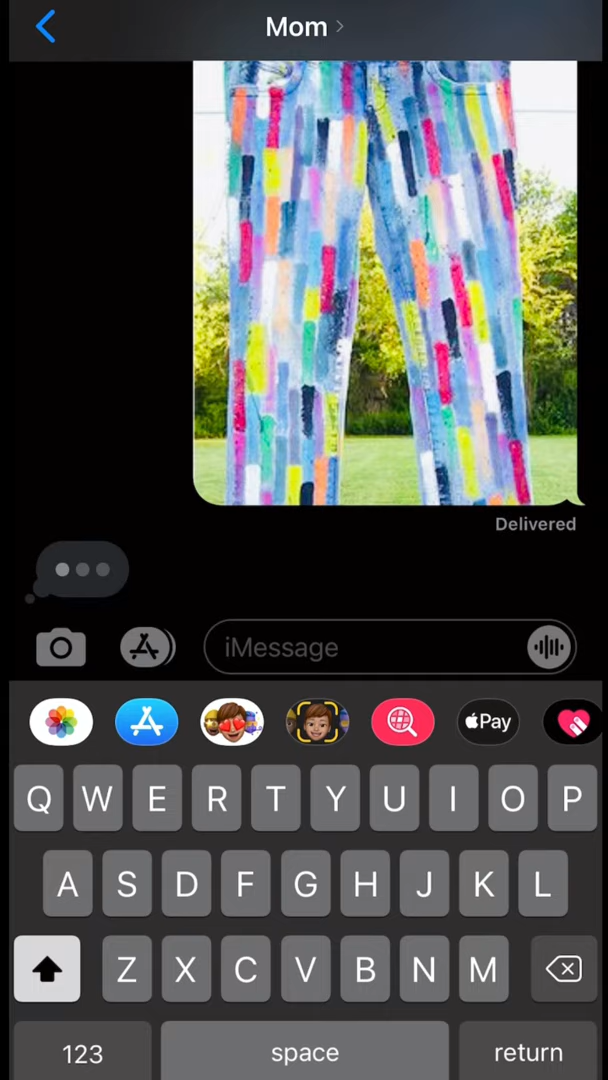 Mom
Delivered
iMessage
Pay
Q W E R T Y U I O P
A S D F G H J K L
Z X C V B N M
123 space return